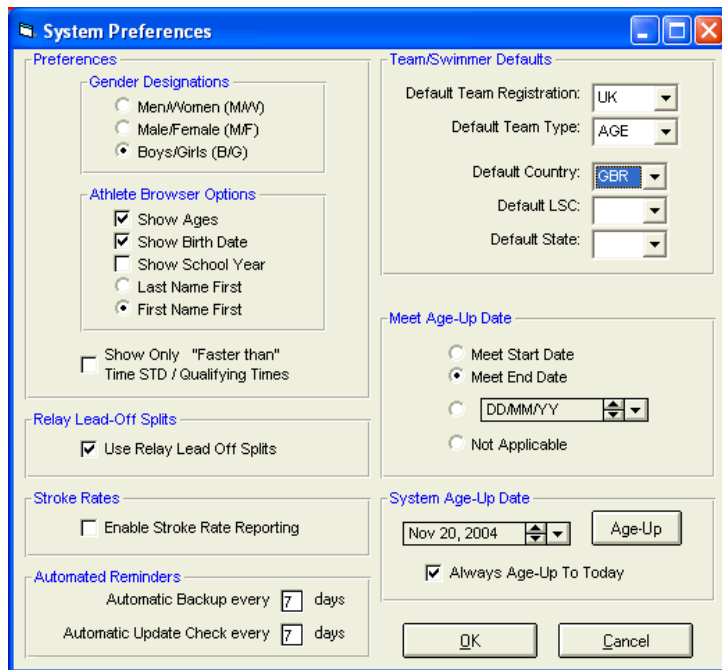 System Preferences
Preferences
Gender Designations
Men/Women (M/W)
Male/Female (M/F)
Boys/Girls (B/G)
Athlete Browser Options
Show Ages
Show Birth Date
Show School Year
Last Name First
First Name First
Show Only "Faster than"
Time STD / Qualifying Times
Relay Lead-Off Splits
Use Relay Lead Off Splits
Stroke Rates
Enable Stroke Rate Reporting
Automated Reminders
Automatic Backup every 7 days
Automatic Update Check every 7 days
Team/Swimmer Defaults
Default Team Registration: UK
Default Team Type: AGE
Default Country: GBR
Default LSC:
Default State:
Meet Age-Up Date
Meet Start Date
Meet End Date
DD/MM/YY
Not Applicable
System Age-Up Date
Nov 20, 2004 Age-Up
Always Age-Up To Today
OK Cancel